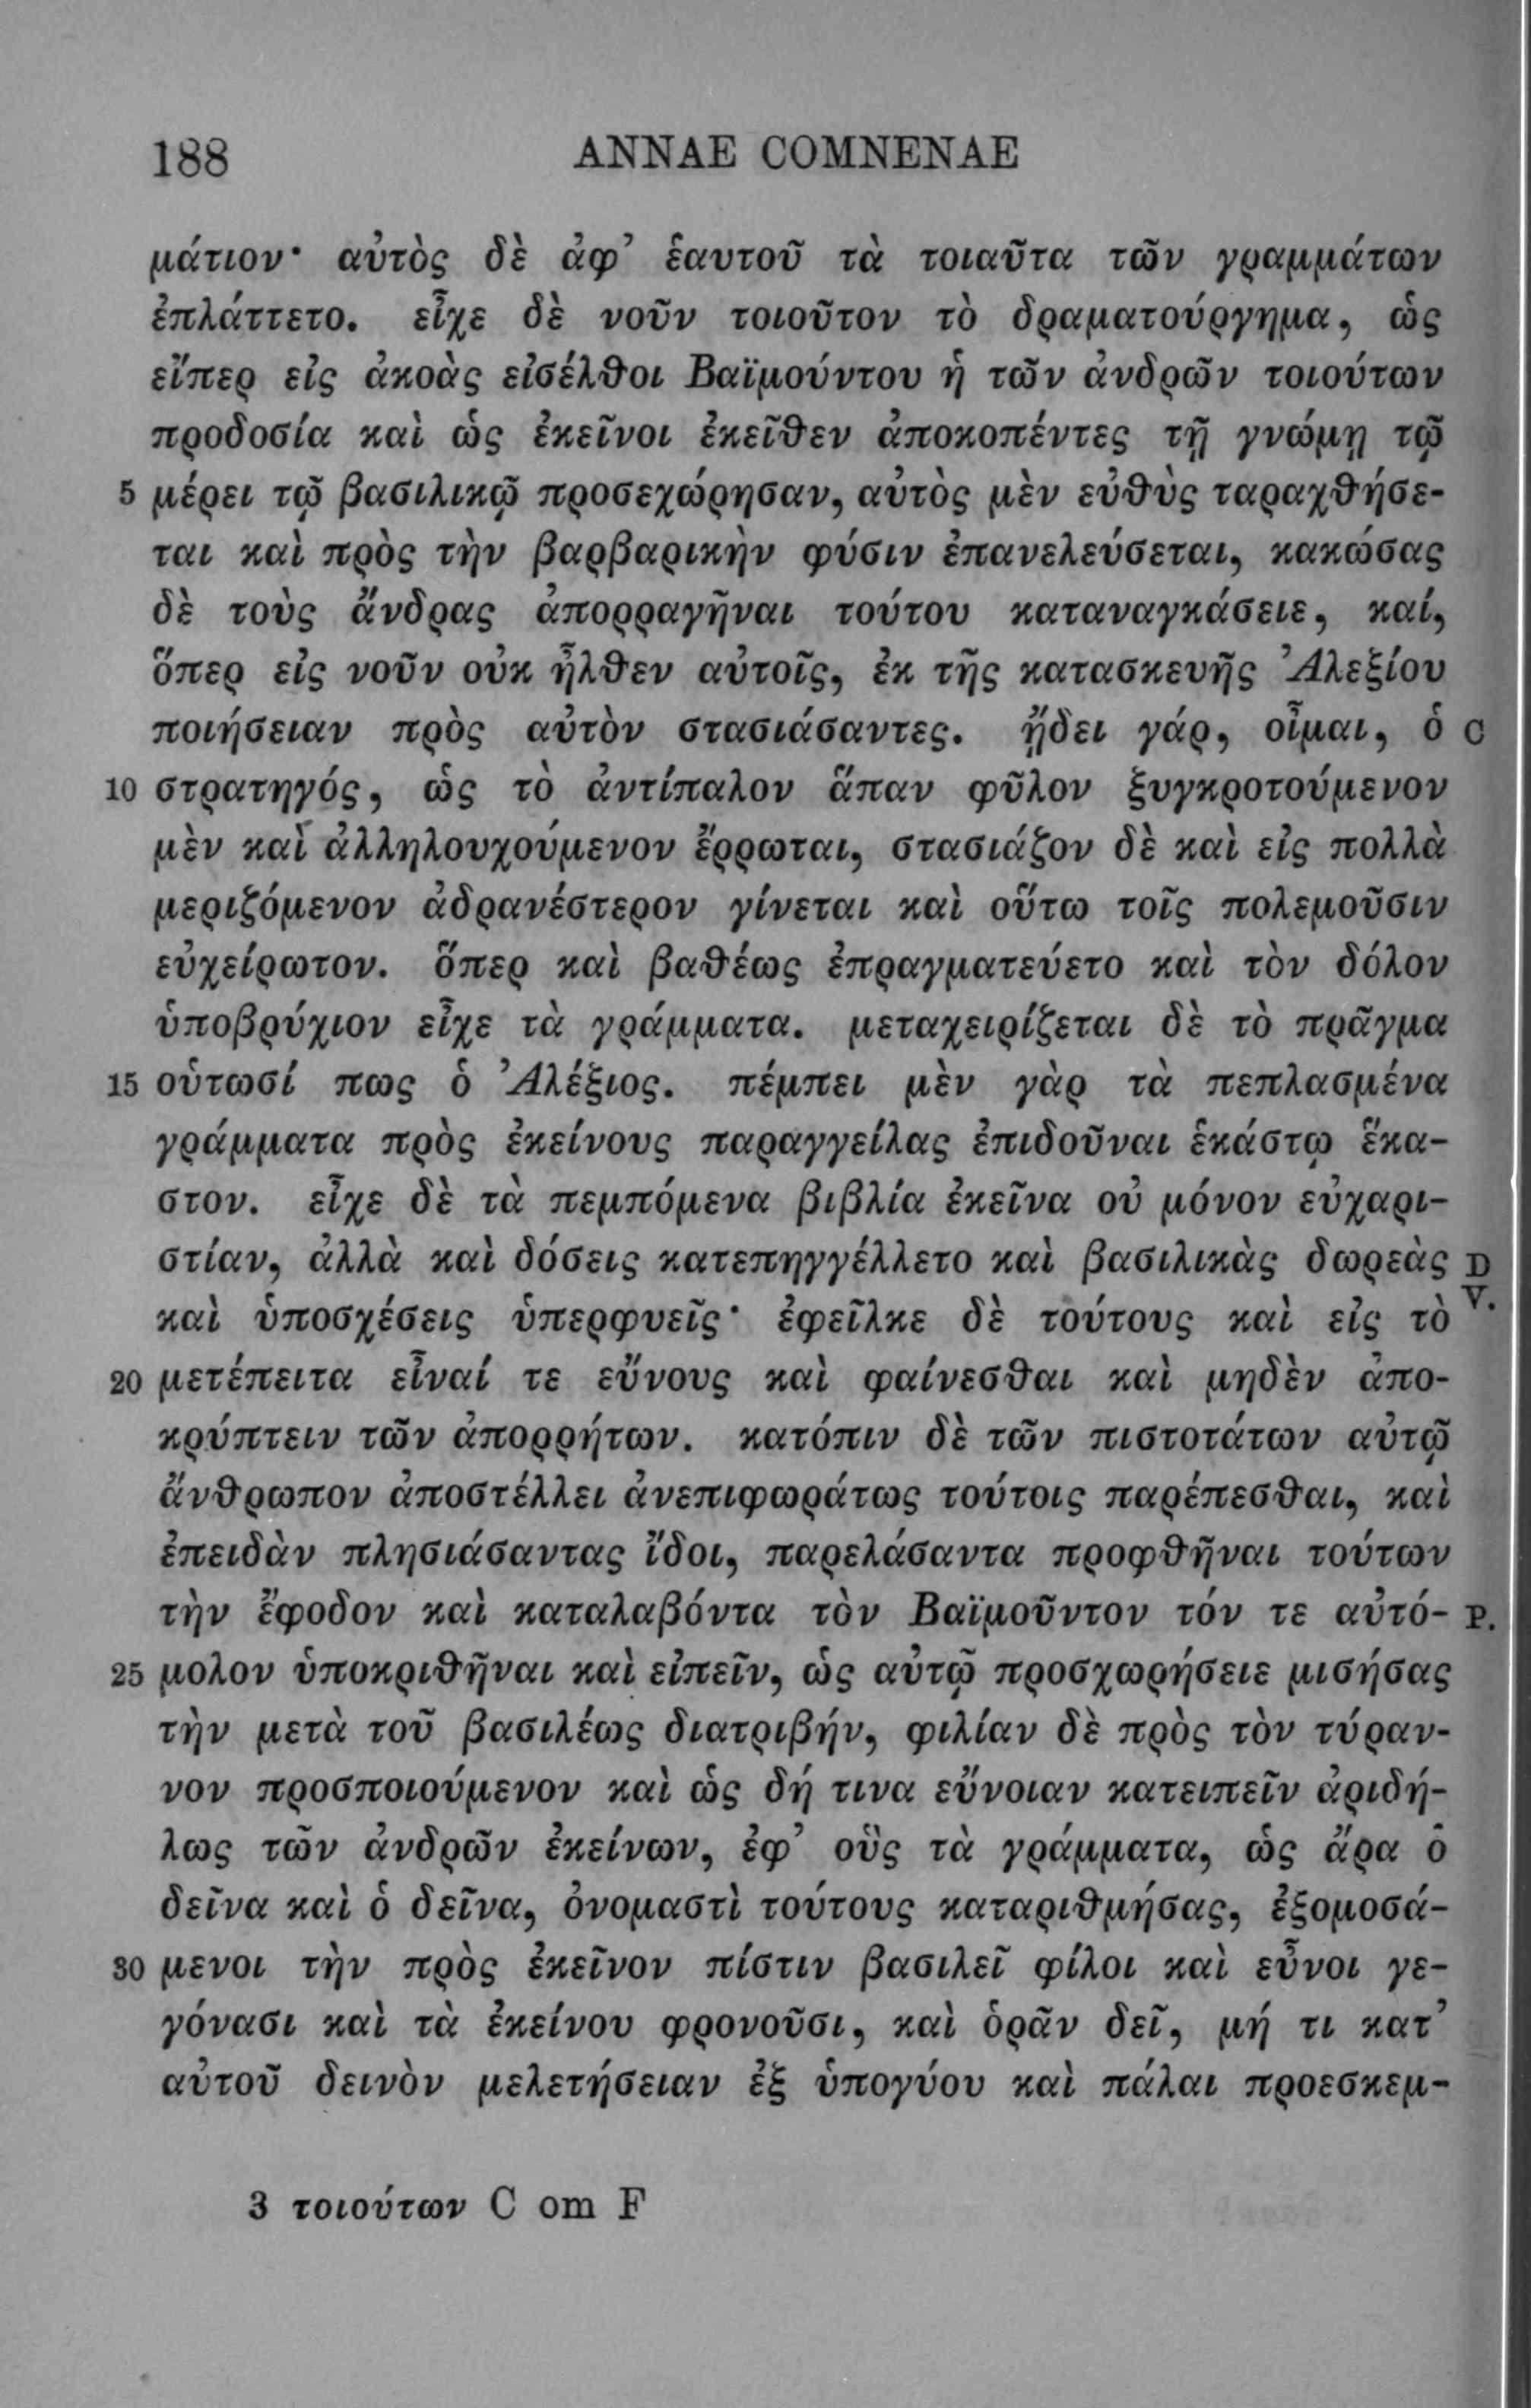 188 ANNAE COMNENAE
μάτιον· αὐτὸς δὲ ἀφ’ ἑαυτοῦ τὰ τοιαῦτα τῶν γραμμάτων
ἐπλάττετο. εἶχε δὲ νοῦν τοιοῦτον τὸ δραματούργημα, ὡς
εἴπερ εἰς ἀκοὰς εἰσέλθοι Βαϊμούντου ἡ τῶν ἀνδρῶν τοιούτων
προδοσία καὶ ὡς ἐκεῖνοι ἐκεῖθεν ἀποκοπέντες τῇ γνώμῃ τῷ
5 μέρει τῷ βασιλικῷ προσεχώρησαν, αὐτὸς μὲν εὐθὺς ταραχθήσε-
ται καὶ πρὸς τὴν βαρβαρικὴν φύσιν ἐπανελεύσεται, κακώσας
δὲ τοὺς ἄνδρας ἀπορραγῆναι τούτου καταναγκάσειε, καί,
ὅπερ εἰς νοῦν οὐκ ἦλθεν αὐτοῖς, ἐκ τῆς κατασκευῆς Ἀλεξίου
ποιήσειαν πρὸς αὐτὸν στασιάσαντες. ᾔδει γάρ, οἶμαι, ὁ C
10 στρατηγός, ὡς τὸ ἀντίπαλον ἅπαν φῦλον ξυγκροτούμενον
μὲν καὶ ἀλληλουχούμενον ἔρρωται, στασιάζον δὲ καὶ εἰς πολλὰ
μεριζόμενον ἀδρανέστερον γίνεται καὶ οὕτω τοῖς πολεμοῦσιν
εὐχείρωτον. ὅπερ καὶ βαθέως ἐπραγματεύετο καὶ τὸν δόλον
ὑποβρύχιον εἶχε τὰ γράμματα. μεταχειρίζεται δὲ τὸ πρᾶγμα
15 οὑτωσί πως ὁ Ἀλέξιος. πέμπει μὲν γὰρ τὰ πεπλασμένα
γράμματα πρὸς ἐκείνους παραγγείλας ἐπιδοῦναι ἑκάστῳ ἕκα-
στον. εἶχε δὲ τὰ πεμπόμενα βιβλία ἐκεῖνα οὐ μόνον εὐχαρι-
στίαν, ἀλλὰ καὶ δόσεις κατεπηγγέλλετο καὶ βασιλικὰς δωρεὰς D
καὶ ὑποσχέσεις ὑπερφυεῖς· ἐφεῖλκε δὲ τούτους καὶ εἰς τὸ V.
20 μετέπειτα εἶναί τε εὔνους καὶ φαίνεσθαι καὶ μηδὲν ἀπο-
κρύπτειν τῶν ἀπορρήτων. κατόπιν δὲ τῶν πιστοτάτων αὐτῷ
ἄνθρωπον ἀποστέλλει ἀνεπιφωράτως τούτοις παρέπεσθαι, καὶ
ἐπειδὰν πλησιάσαντας ἴδοι, παρελάσαντα προφθῆναι τούτων
τὴν ἔφοδον καὶ καταλαβόντα τὸν Βαϊμοῦντον τόν τε αὐτό- P.
25 μολον ὑποκριθῆναι καὶ εἰπεῖν, ὡς αὐτῷ προσχωρήσειε μισήσας
τὴν μετὰ τοῦ βασιλέως διατριβήν, φιλίαν δὲ πρὸς τὸν τύραν-
νον προσποιούμενον καὶ ὡς δή τινα εὔνοιαν κατειπεῖν ἀριδή-
λως τῶν ἀνδρῶν ἐκείνων, ἐφ’ οὓς τὰ γράμματα, ὡς ἄρα ὁ
δεῖνα καὶ ὁ δεῖνα, ὀνομαστὶ τούτους καταριθμήσας, ἐξομοσά-
30 μενοι τὴν πρὸς ἐκεῖνον πίστιν βασιλεῖ φίλοι καὶ εὖνοι γε-
γόνασι καὶ τὰ ἐκείνου φρονοῦσι, καὶ ὁρᾶν δεῖ, μή τι κατ’
αὐτοῦ δεινὸν μελετήσειαν ἐξ ὑπογύου καὶ πάλαι προεσκεμ-
3 τοιούτων C om F